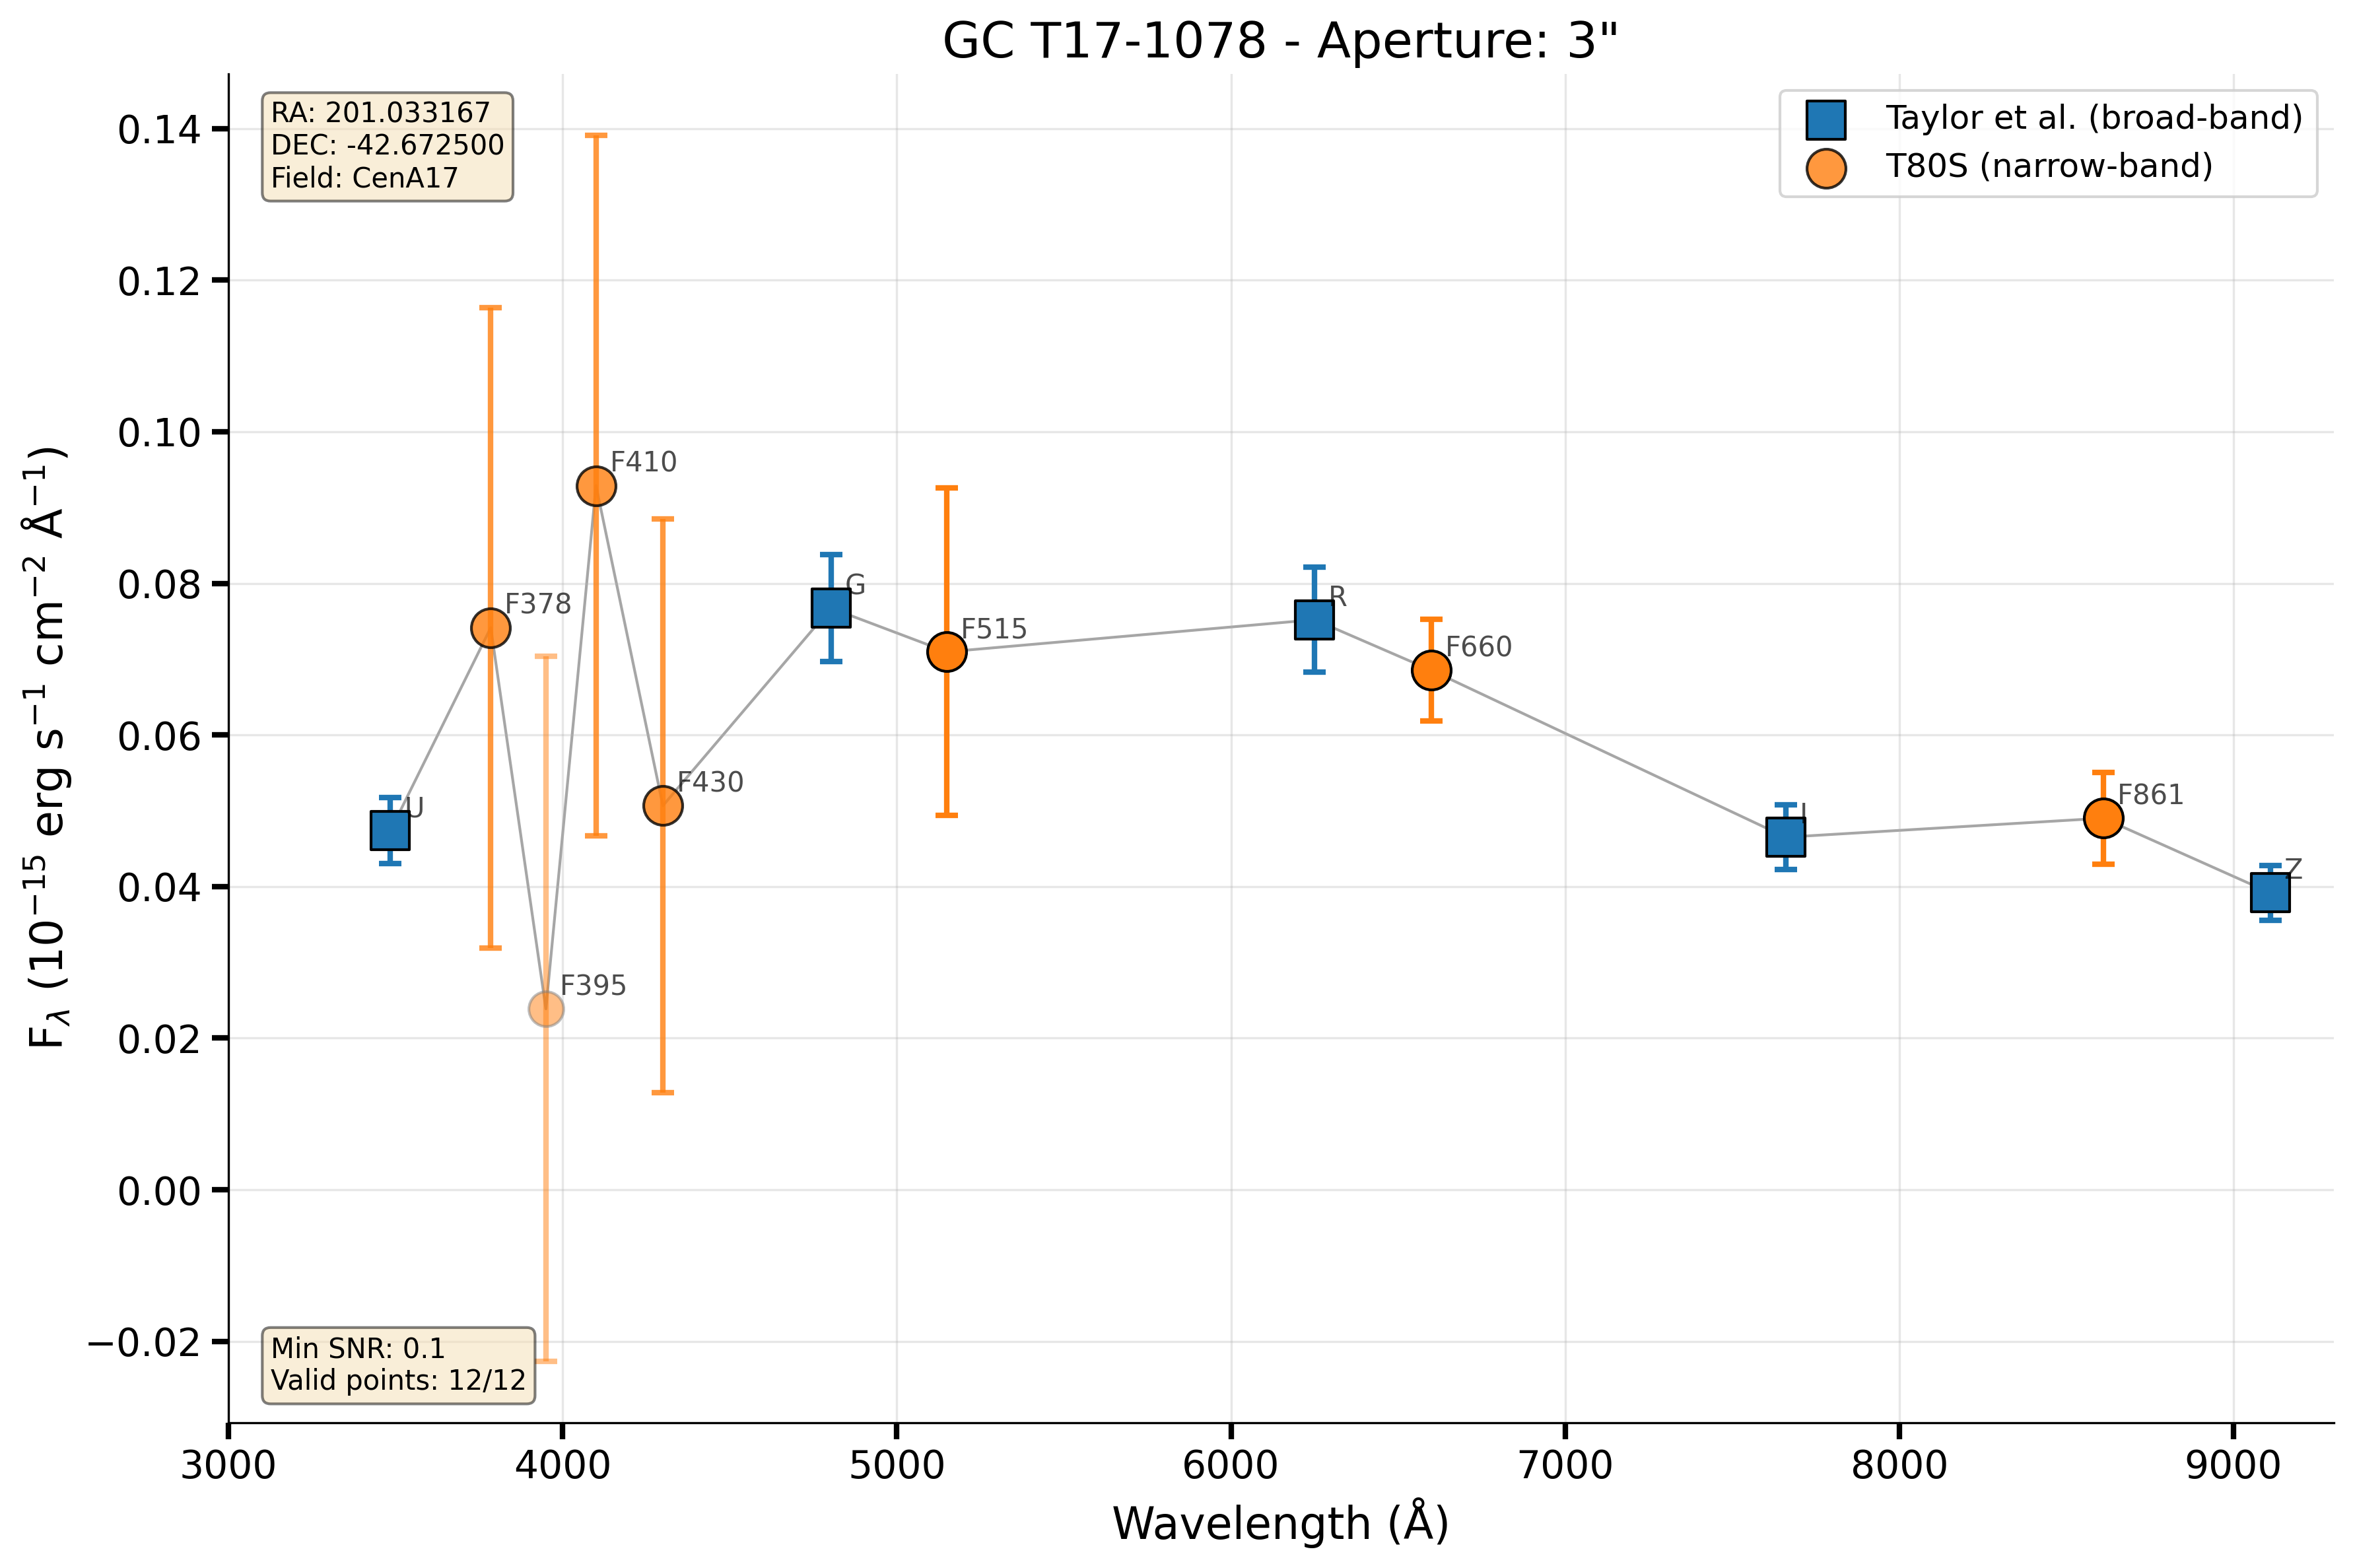 GC T17-1078 - Aperture: 3"
RA: 201.033167
DEC: -42.672500
Field: CenA17
Taylor et al. (broad-band)
T80S (narrow-band)
F$_{λ}$ (10$^{−15}$ erg s$^{−1}$ cm$^{−2}$ Å$^{−1}$)
0.14
0.12
0.10
0.08
0.06
0.04
0.02
0.00
−0.02
U
F378
F395
F410
F430
G
F515
R
F660
I
F861
Z
Min SNR: 0.1
Valid points: 12/12
3000 4000 5000 6000 7000 8000 9000
Wavelength (Å)